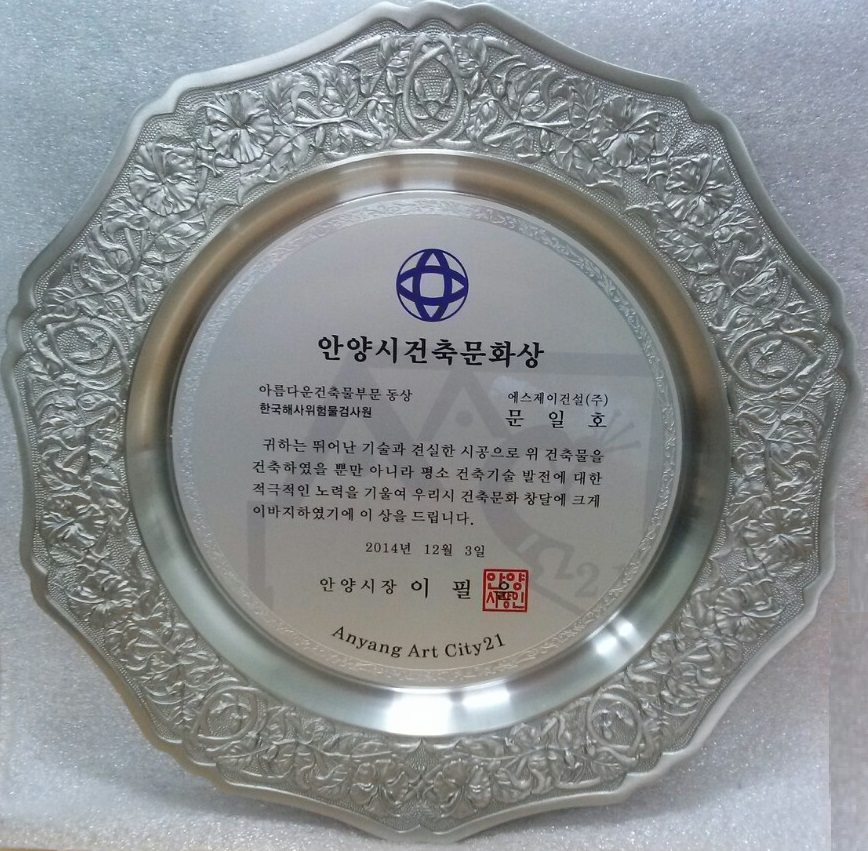 안양시건축문화상
아름다운건축물부문 동상
한국해사위험물검사원
에스제이건설(주)
문 일 호
귀하는 뛰어난 기술과 견실한 시공으로 위 건축물을
건축하였을 뿐만 아니라 평소 건축기술 발전에 대한
적극적인 노력을 기울여 우리시 건축문화 창달에 크게
이바지하였기에 이 상을 드립니다.
2014년 12월 3일
안양시장 이 필
안양
시장인
Anyang Art City21